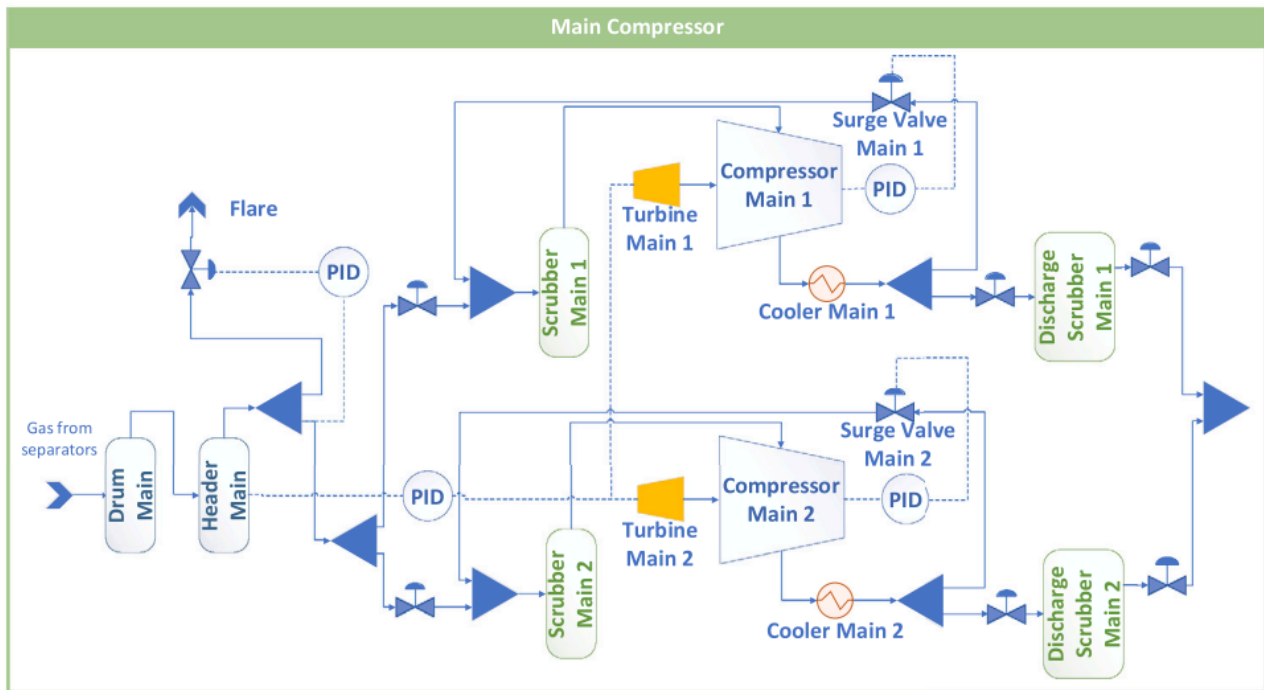 Main Compressor
Surge Valve
Main 1
Compressor
Main 1
PID
Turbine
Main 1
Flare
PID
Scrubber
Main 1
Cooler Main 1
Discharge
Scrubber
Main 1
Gas from
separators
Drum
Main
Header
Main
PID
Surge Valve
Main 2
Compressor
Main 2
PID
Turbine
Main 2
Scrubber
Main 2
Cooler Main 2
Discharge
Scrubber
Main 2